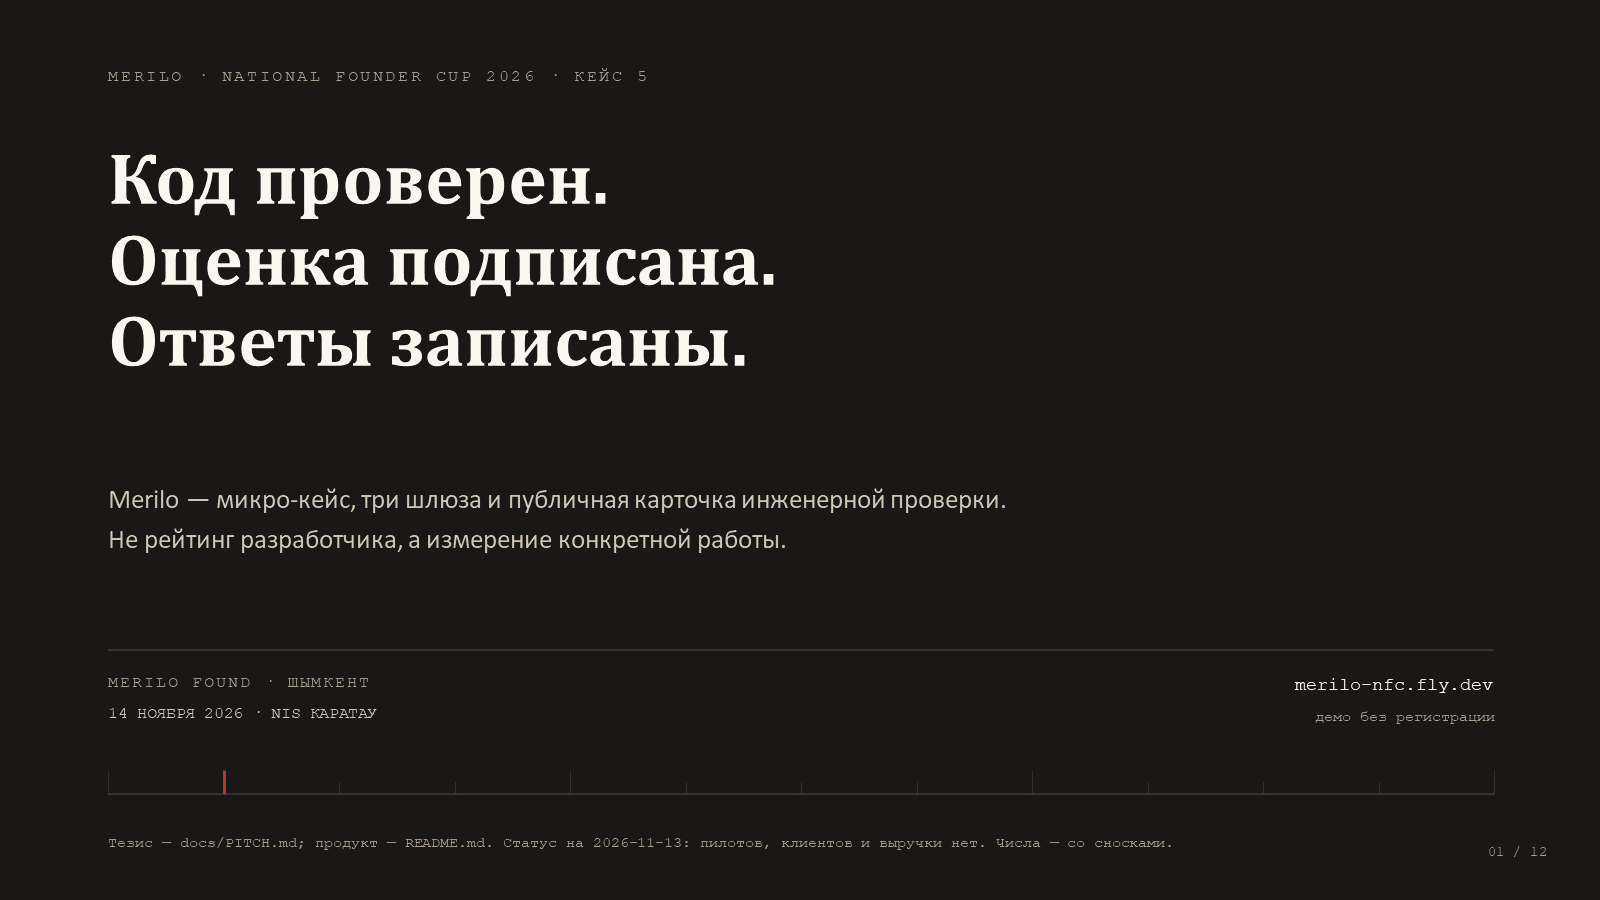 MERILO · NATIONAL FOUNDER CUP 2026 · КЕЙС 5
Код проверен.
Оценка подписана.
Ответы записаны.
Merilo — микро-кейс, три шлюза и публичная карточка инженерной проверки.
Не рейтинг разработчика, а измерение конкретной работы.
MERILO FOUND · ШЫМКЕНТ
14 НОЯБРЯ 2026 · NIS КАРАТАУ
merilo-nfc.fly.dev
демо без регистрации
Тезис — docs/PITCH.md; продукт — README.md. Статус на 2026-11-13: пилотов, клиентов и выручки нет. Числа — со сносками.
01 / 12